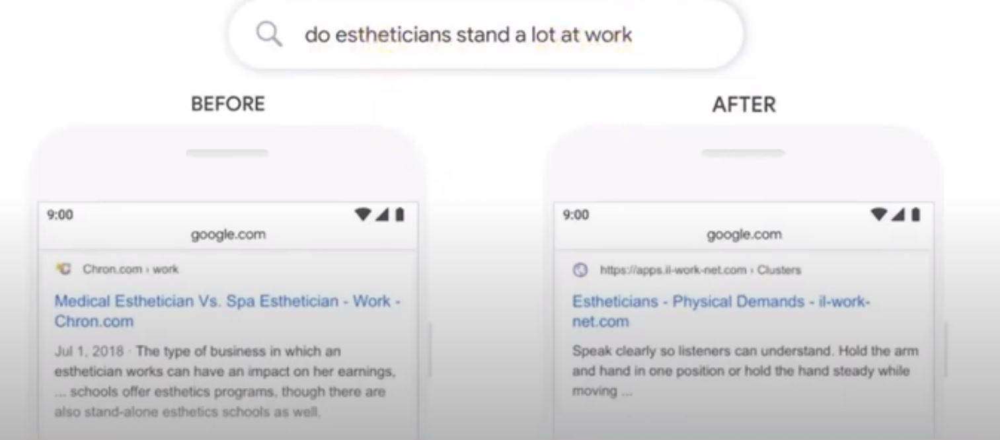 do estheticians stand a lot at work
BEFORE
9:00
google.com
Chron.com › work
Medical Esthetician Vs. Spa Esthetician - Work -
Chron.com
Jul 1, 2018 · The type of business in which an
esthetician works can have an impact on her earnings,
... schools offer esthetics programs, though there are
also stand-alone esthetics schools as well.
AFTER
9:00
google.com
https://apps.il-work-net.com › Clusters
Estheticians - Physical Demands - il-work-
net.com
Speak clearly so listeners can understand. Hold the arm
and hand in one position or hold the hand steady while
moving ...